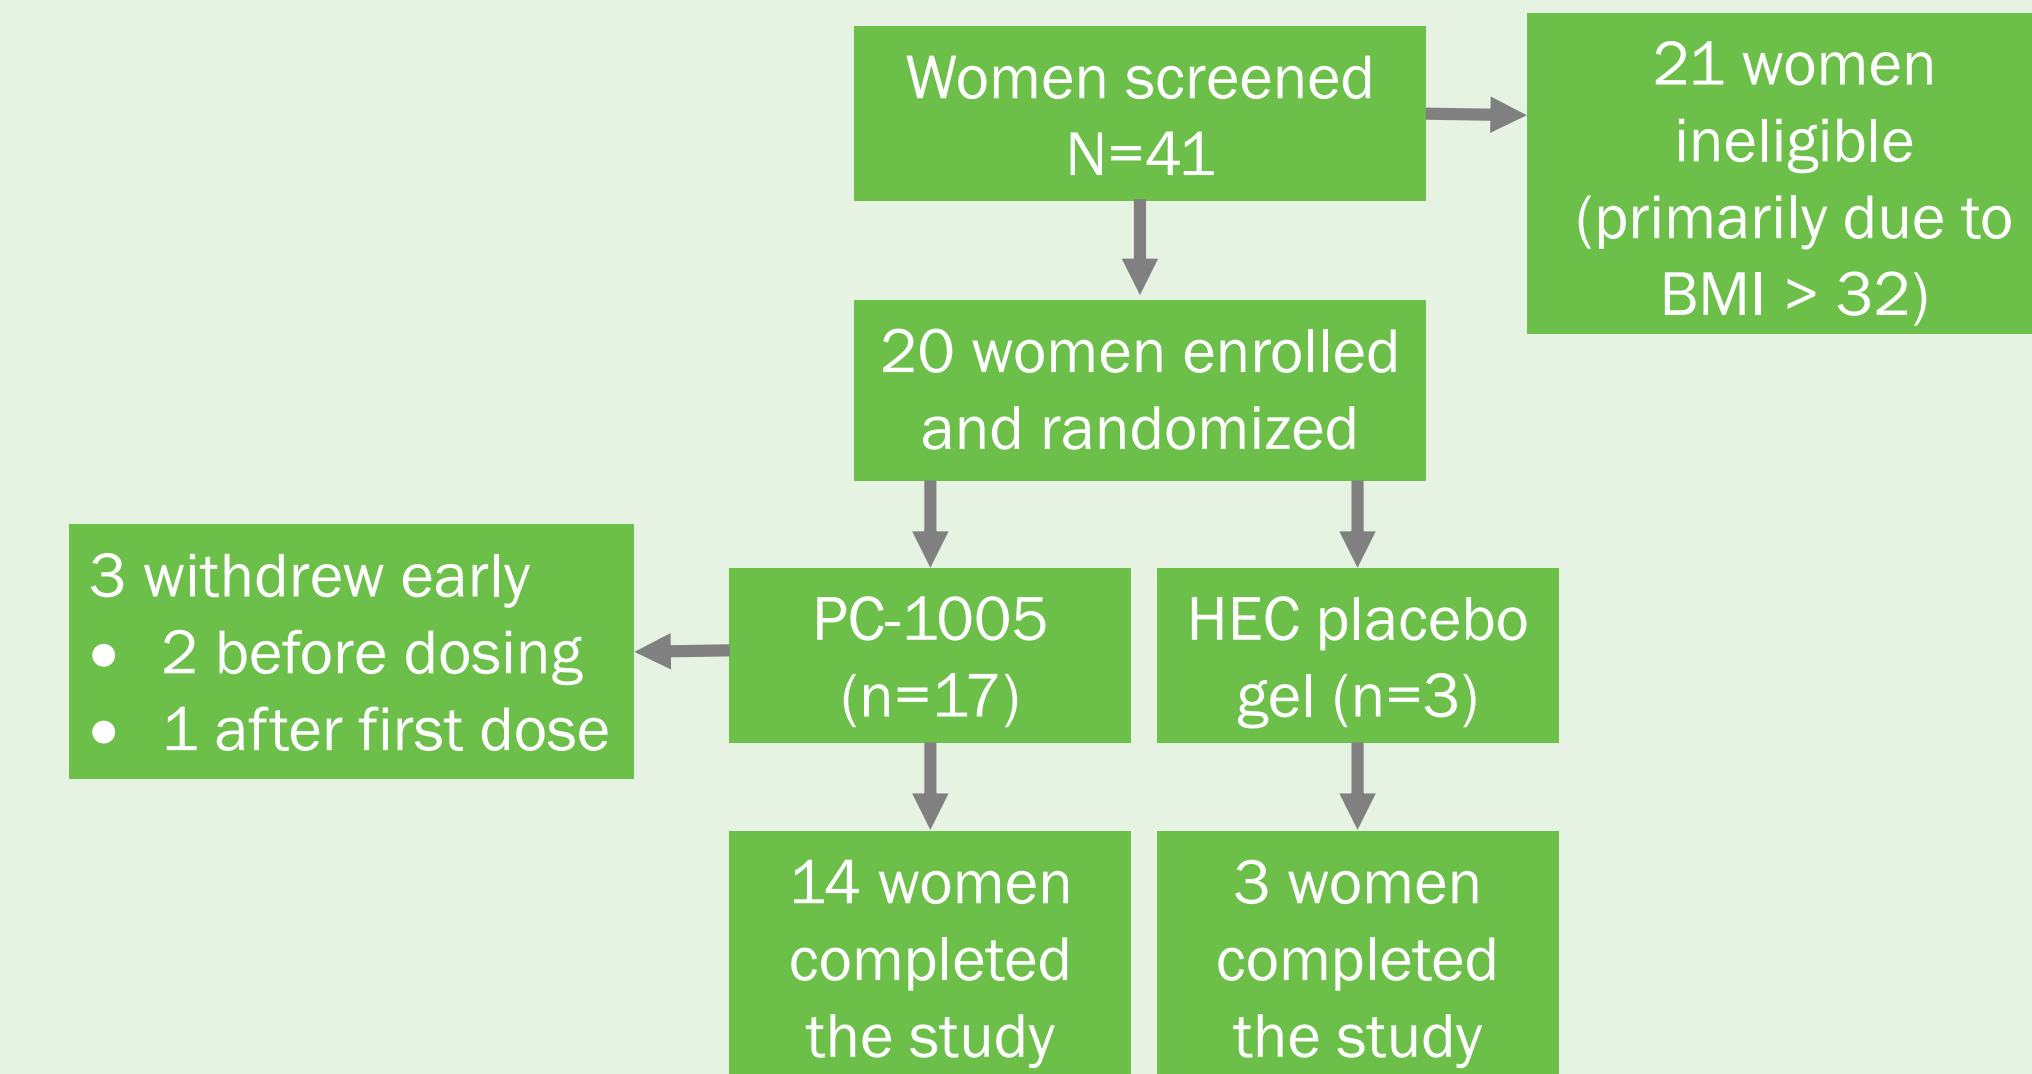 Women screened
N=41
21 women
ineligible
(primarily due to
BMI > 32)
20 women enrolled
and randomized
3 withdrew early
● 2 before dosing
● 1 after first dose
PC-1005
(n=17)
HEC placebo
gel (n=3)
14 women
completed
the study
3 women
completed
the study